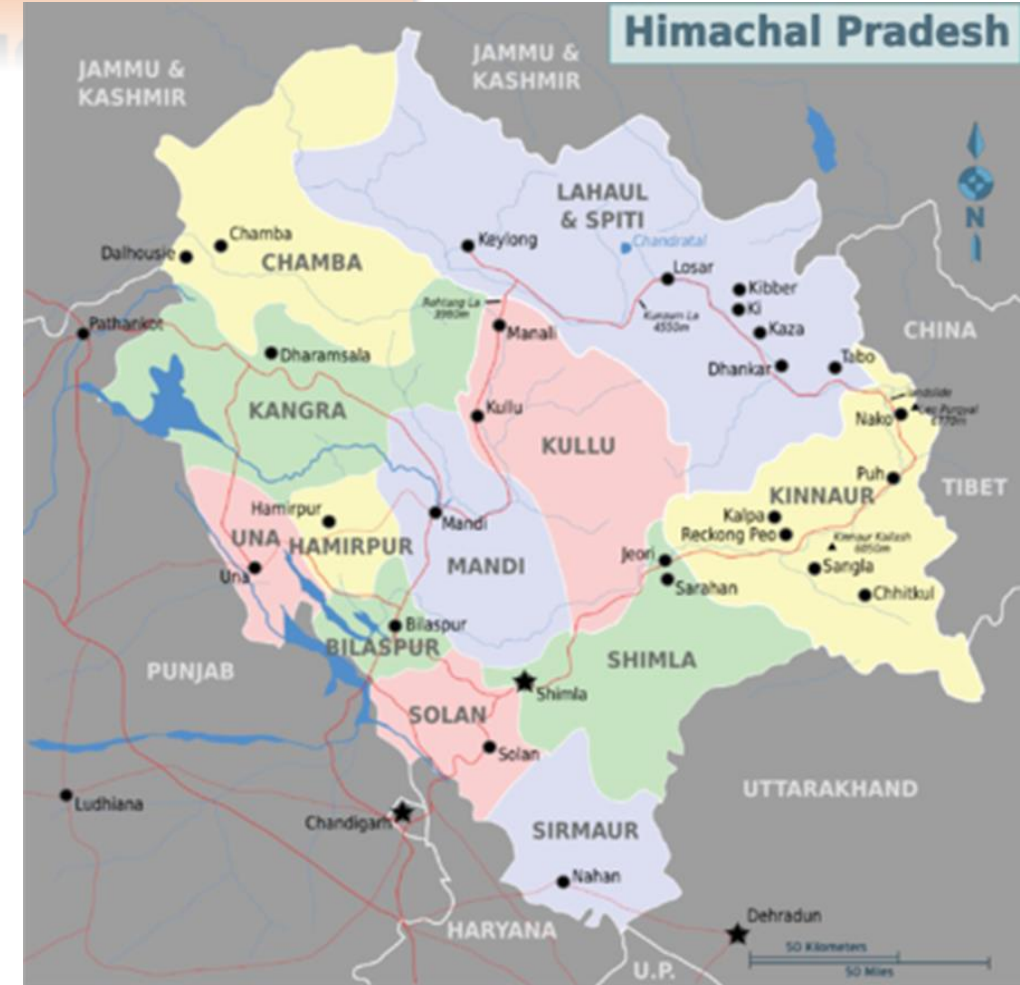 Himachal Pradesh
JAMMU &
KASHMIR
JAMMU &
KASHMIR
LAHAUL
& SPITI
N
Chamba
Dalhousie
CHAMBA
Keylong
Chandratal
Losar
Kibber
Ki
Kaza
Rohtang La
3980m
Kunzum La
4550m
CHINA
Pathankot
Manali
Dharamsala
Dhankar
Tabo
KANGRA
Kullu
KULLU
Nako
Puh
KINNAUR
TIBET
Hamirpur
Mandi
Kalpa
Reckong Peo
UNA
HAMIRPUR
MANDI
Jeori
Kinnaur Kailash
6050m
Una
Sarahan
Sangla
Chhitkul
Bilaspur
BILASPUR
SHIMLA
PUNJAB
Shimla
SOLAN
Solan
UTTARAKHAND
Ludhiana
Chandigarh
SIRMAUR
Nahan
Dehradun
HARYANA
50 Kilometers
50 Miles
U.P.